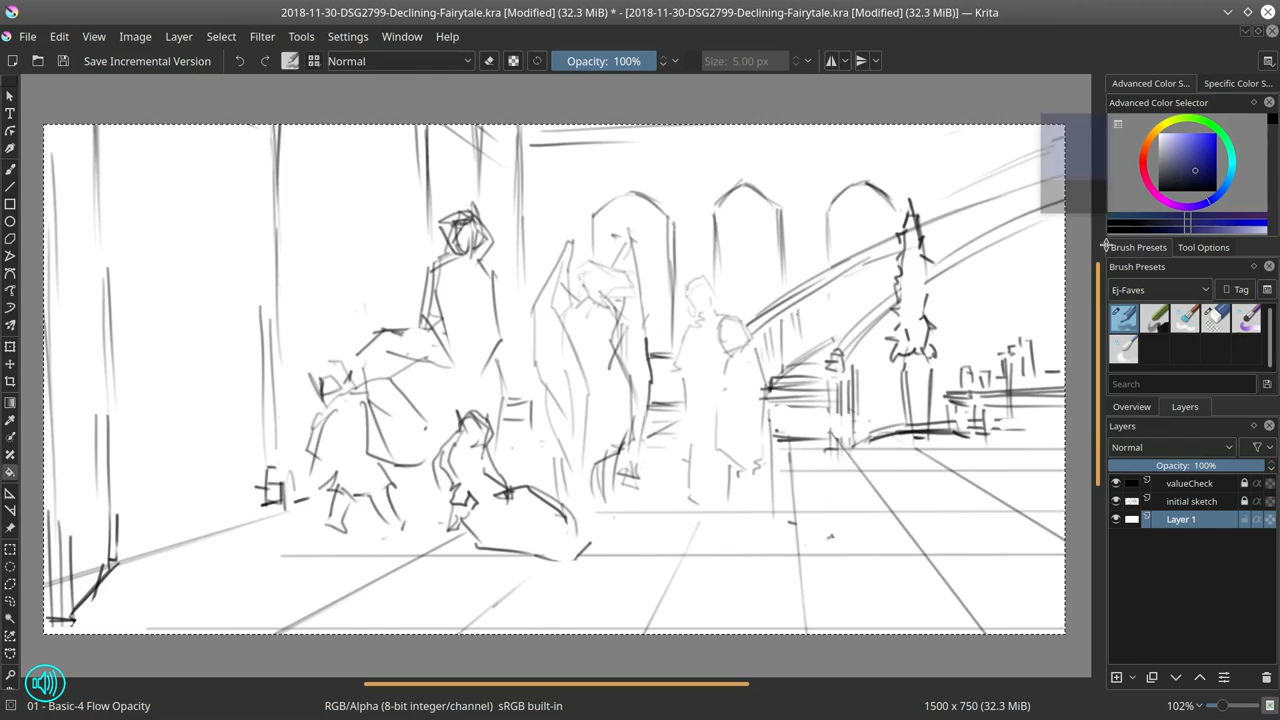 2018-11-30-DSG2799-Declining-Fairytale.kra [Modified] (32.3 MiB) * - [2018-11-30-DSG2799-Declining-Fairytale.kra [Modified] (32.3 MiB)] — Krita
File Edit View Image Layer Select Filter Tools Settings Window Help
Save Incremental Version Normal Opacity: 100% Size: 5.00 px
Advanced Color S... Specific Color S...
Advanced Color Selector
Brush Presets Tool Options
Brush Presets
Ej-Faves Tag
Search
Overview Layers
Layers
Normal
Opacity: 100%
valueCheck
initial sketch
Layer 1
01 - Basic-4 Flow Opacity RGB/Alpha (8-bit integer/channel) sRGB built-in 1500 x 750 (32.3 MiB) 102%